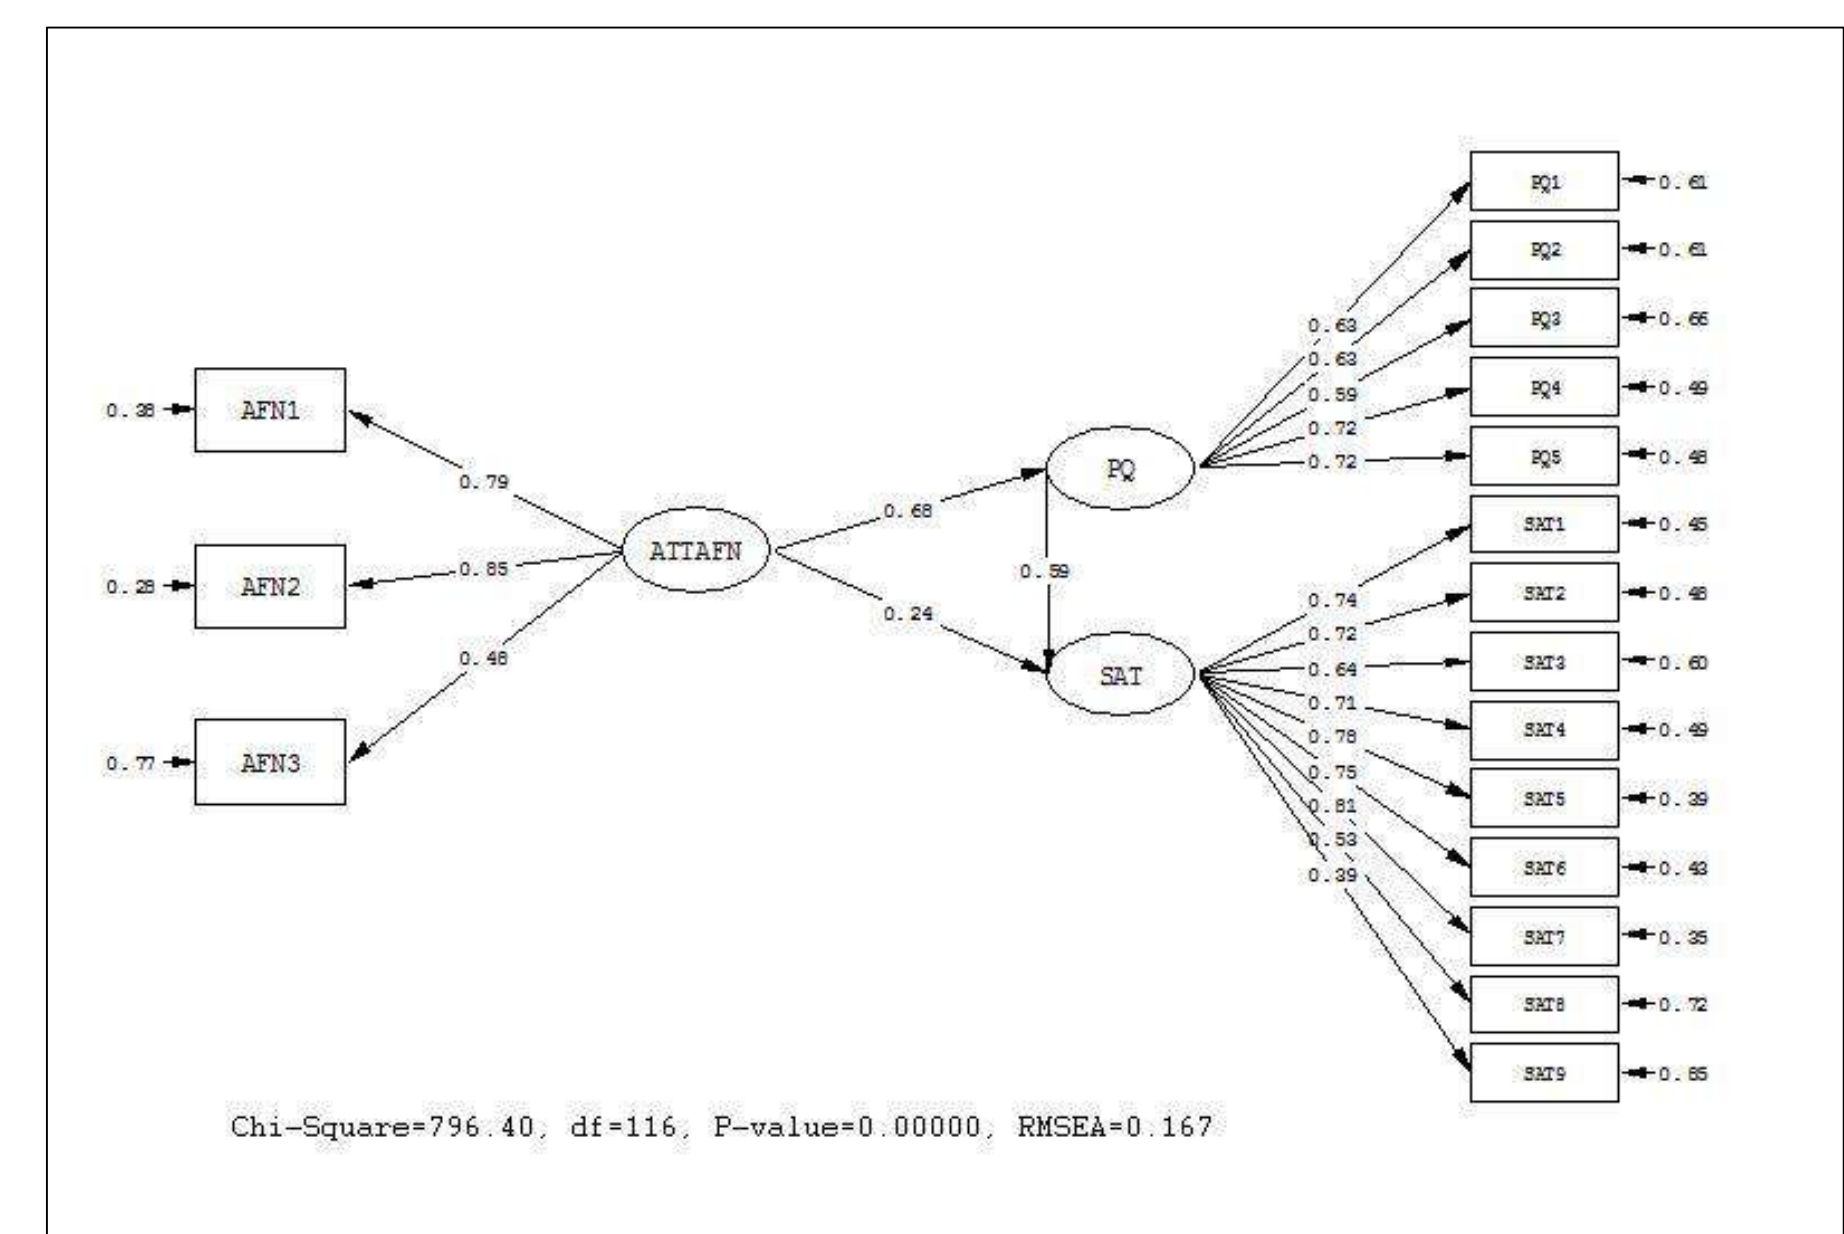 PQ1 0.61
PQ2 0.61
PQ3 0.66
PQ4 0.49
PQ5 0.48
SAT1 0.45
SAT2 0.48
SAT3 0.60
SAT4 0.49
SAT5 0.39
SAT6 0.43
SAT7 0.35
SAT8 0.72
SAT9 0.85
0.63
0.63
0.59
0.72
0.72
0.74
0.72
0.64
0.71
0.78
0.75
0.81
0.53
0.39
0.38 AFN1
0.28 AFN2
0.77 AFN3
0.79
0.85
0.48
ATTAFN
0.68
0.24
PQ
0.59
SAT
Chi-Square=796.40, df=116, P-value=0.00000, RMSEA=0.167